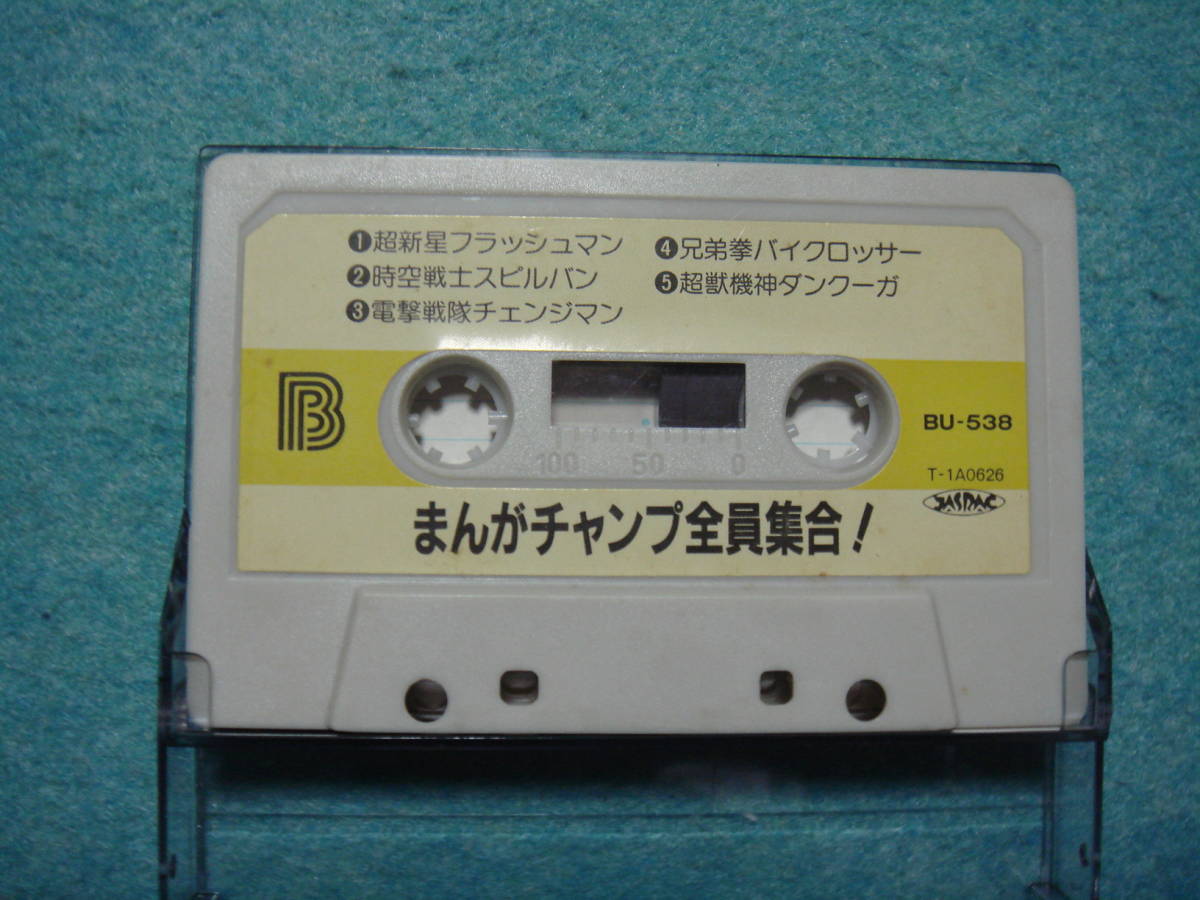 ❶超新星フラッシュマン
❷時空戦士スピルバン
❸電撃戦隊チェンジマン
❹兄弟拳バイクロッサー
❺超獣機神ダンクーガ
B
BU-538
100 50 0
T-1A0626
JASRAC
まんがチャンプ全員集合!